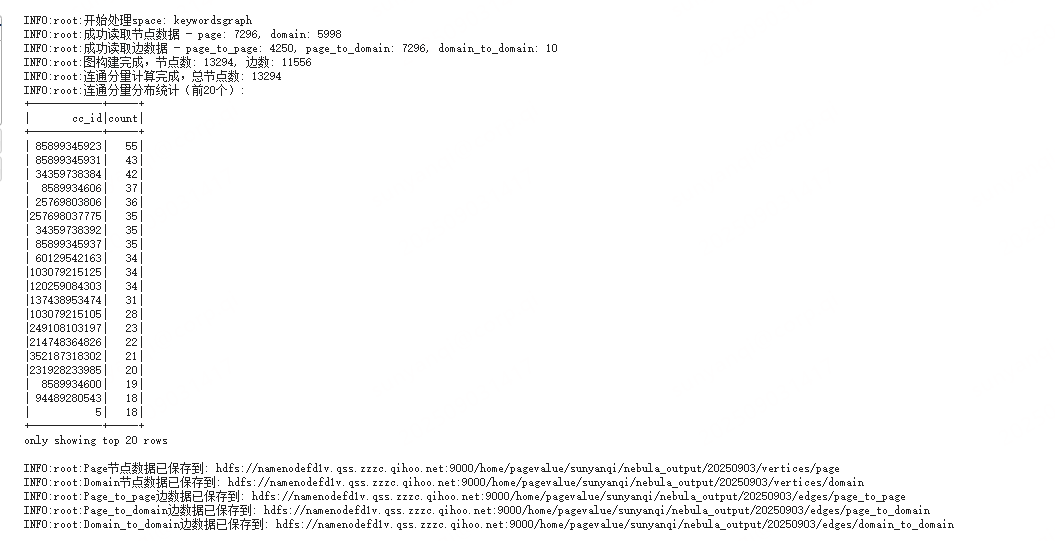 INFO:root:开始处理space: keywordsgraph
INFO:root:成功读取节点数据 - page: 7296, domain: 5998
INFO:root:成功读取边数据 - page_to_page: 4250, page_to_domain: 7296, domain_to_domain: 10
INFO:root:图构建完成，节点数: 13294, 边数: 11556
INFO:root:连通分量计算完成，总节点数: 13294
INFO:root:连通分量分布统计（前20个）:
+------------+-----+
|       cc_id|count|
+------------+-----+
| 85899345923|   55|
| 85899345931|   43|
| 34359738384|   42|
|  8589934606|   37|
| 25769803806|   36|
|257698037775|   35|
| 34359738392|   35|
| 85899345937|   35|
| 60129542163|   34|
|103079215125|   34|
|120259084303|   34|
|137438953474|   31|
|103079215105|   28|
|249108103197|   23|
|214748364826|   22|
|352187318302|   21|
|231928233985|   20|
|  8589934600|   19|
| 94489280543|   18|
|           5|   18|
+------------+-----+
only showing top 20 rows
INFO:root:Page节点数据已保存到: hdfs://namenodefd1v.qss.zzzc.qihoo.net:9000/home/pagevalue/sunyanqi/nebula_output/20250903/vertices/page
INFO:root:Domain节点数据已保存到: hdfs://namenodefd1v.qss.zzzc.qihoo.net:9000/home/pagevalue/sunyanqi/nebula_output/20250903/vertices/domain
INFO:root:Page_to_page边数据已保存到: hdfs://namenodefd1v.qss.zzzc.qihoo.net:9000/home/pagevalue/sunyanqi/nebula_output/20250903/edges/page_to_page
INFO:root:Page_to_domain边数据已保存到: hdfs://namenodefd1v.qss.zzzc.qihoo.net:9000/home/pagevalue/sunyanqi/nebula_output/20250903/edges/page_to_domain
INFO:root:Domain_to_domain边数据已保存到: hdfs://namenodefd1v.qss.zzzc.qihoo.net:9000/home/pagevalue/sunyanqi/nebula_output/20250903/edges/domain_to_domain